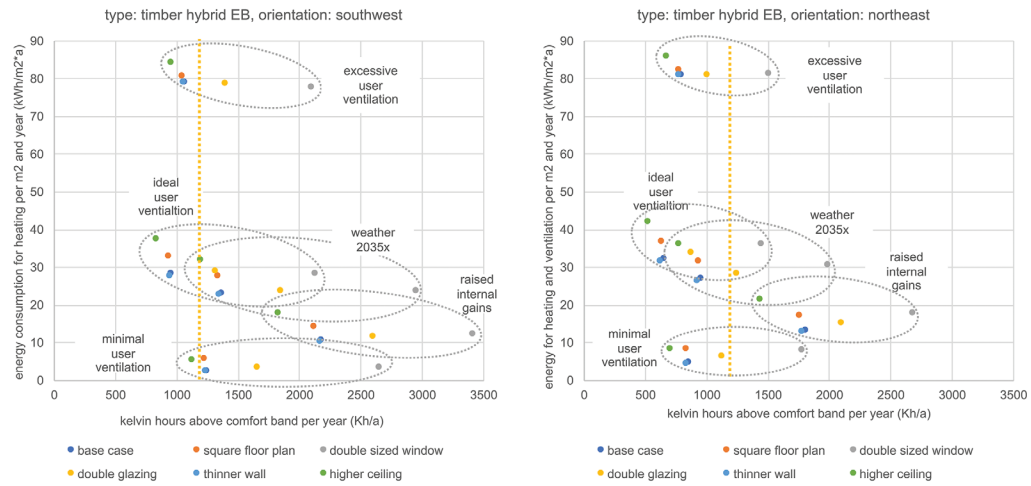 type: timber hybrid EB, orientation: southwest
energy consumption for heating per m2 and year (kWh/m2*a)
90
80
70
60
50
40
30
20
10
0
excessive
user
ventilation
ideal
user
ventialtion
weather
2035x
raised
internal
gains
minimal
user
ventilation
0
500
1000
1500
2000
2500
3000
3500
kelvin hours above comfort band per year (Kh/a)
base case
square floor plan
double sized window
double glazing
thinner wall
higher ceiling
type: timber hybrid EB, orientation: northeast
energy for heating and ventilation per m2 and year (kWh/m2*a)
90
80
70
60
50
40
30
20
10
0
excessive
user
ventilation
ideal
user
ventialtion
weather
2035x
raised
internal
gains
minimal
user
ventilation
0
500
1000
1500
2000
2500
3000
3500
kelvin hours above comfort band per year (Kh/a)
base case
square floor plan
double sized window
double glazing
thinner wall
higher ceiling